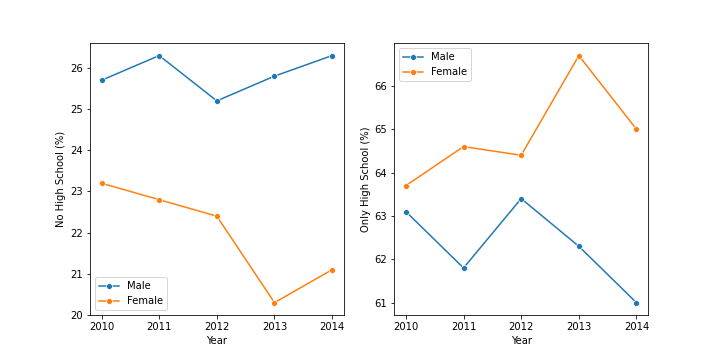 No High School (%)
26
25
24
23
22
21
20
Male
Female
2010 2011 2012 2013 2014
Year
Only High School (%)
66
65
64
63
62
61
Male
Female
2010 2011 2012 2013 2014
Year